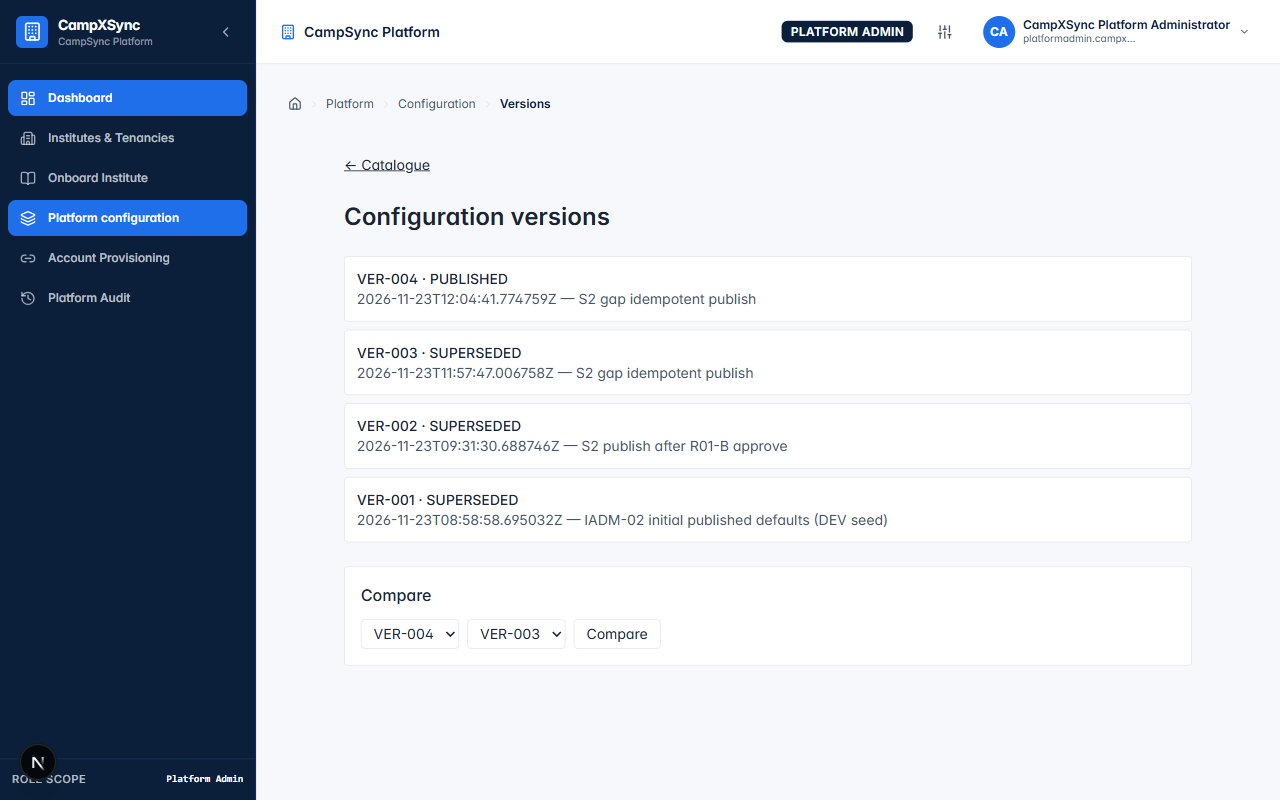 CampXSync
CampSync Platform
Dashboard
Institutes & Tenancies
Onboard Institute
Platform configuration
Account Provisioning
Platform Audit
N
ROLE SCOPE
Platform Admin
CampSync Platform
PLATFORM ADMIN
CA
CampXSync Platform Administrator
platformadmin.campx...
Platform
Configuration
Versions
← Catalogue
Configuration versions
VER-004 · PUBLISHED
2026-11-23T12:04:41.774759Z — S2 gap idempotent publish
VER-003 · SUPERSEDED
2026-11-23T11:57:47.006758Z — S2 gap idempotent publish
VER-002 · SUPERSEDED
2026-11-23T09:31:30.688746Z — S2 publish after R01-B approve
VER-001 · SUPERSEDED
2026-11-23T08:58:58.695032Z — IADM-02 initial published defaults (DEV seed)
Compare
VER-004
VER-003
Compare